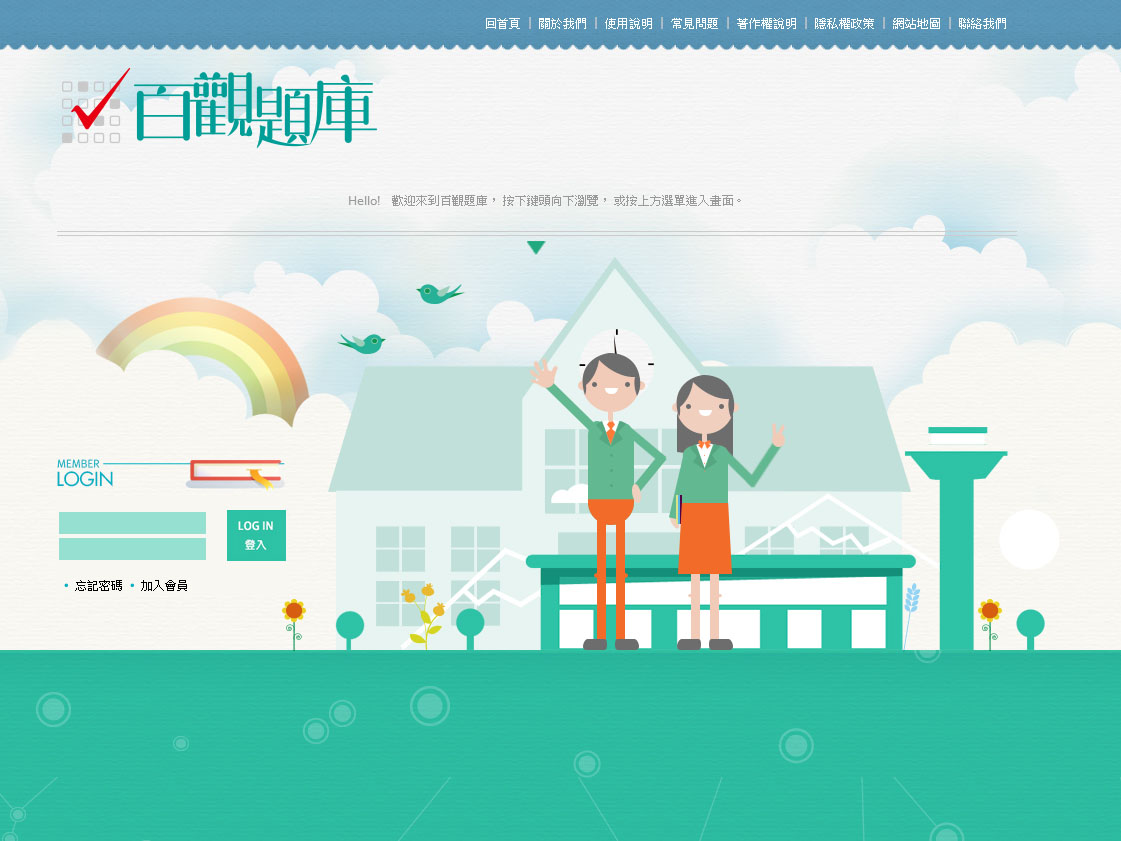 回首頁 | 關於我們 | 使用說明 | 常見問題 | 著作權說明 | 隱私權政策 | 網站地圖 | 聯絡我們
百觀題庫
Hello! 歡迎來到百觀題庫, 按下鍵頭向下瀏覽, 或按上方選單進入畫面。
MEMBER
LOGIN
LOG IN
登入
• 忘記密碼 • 加入會員